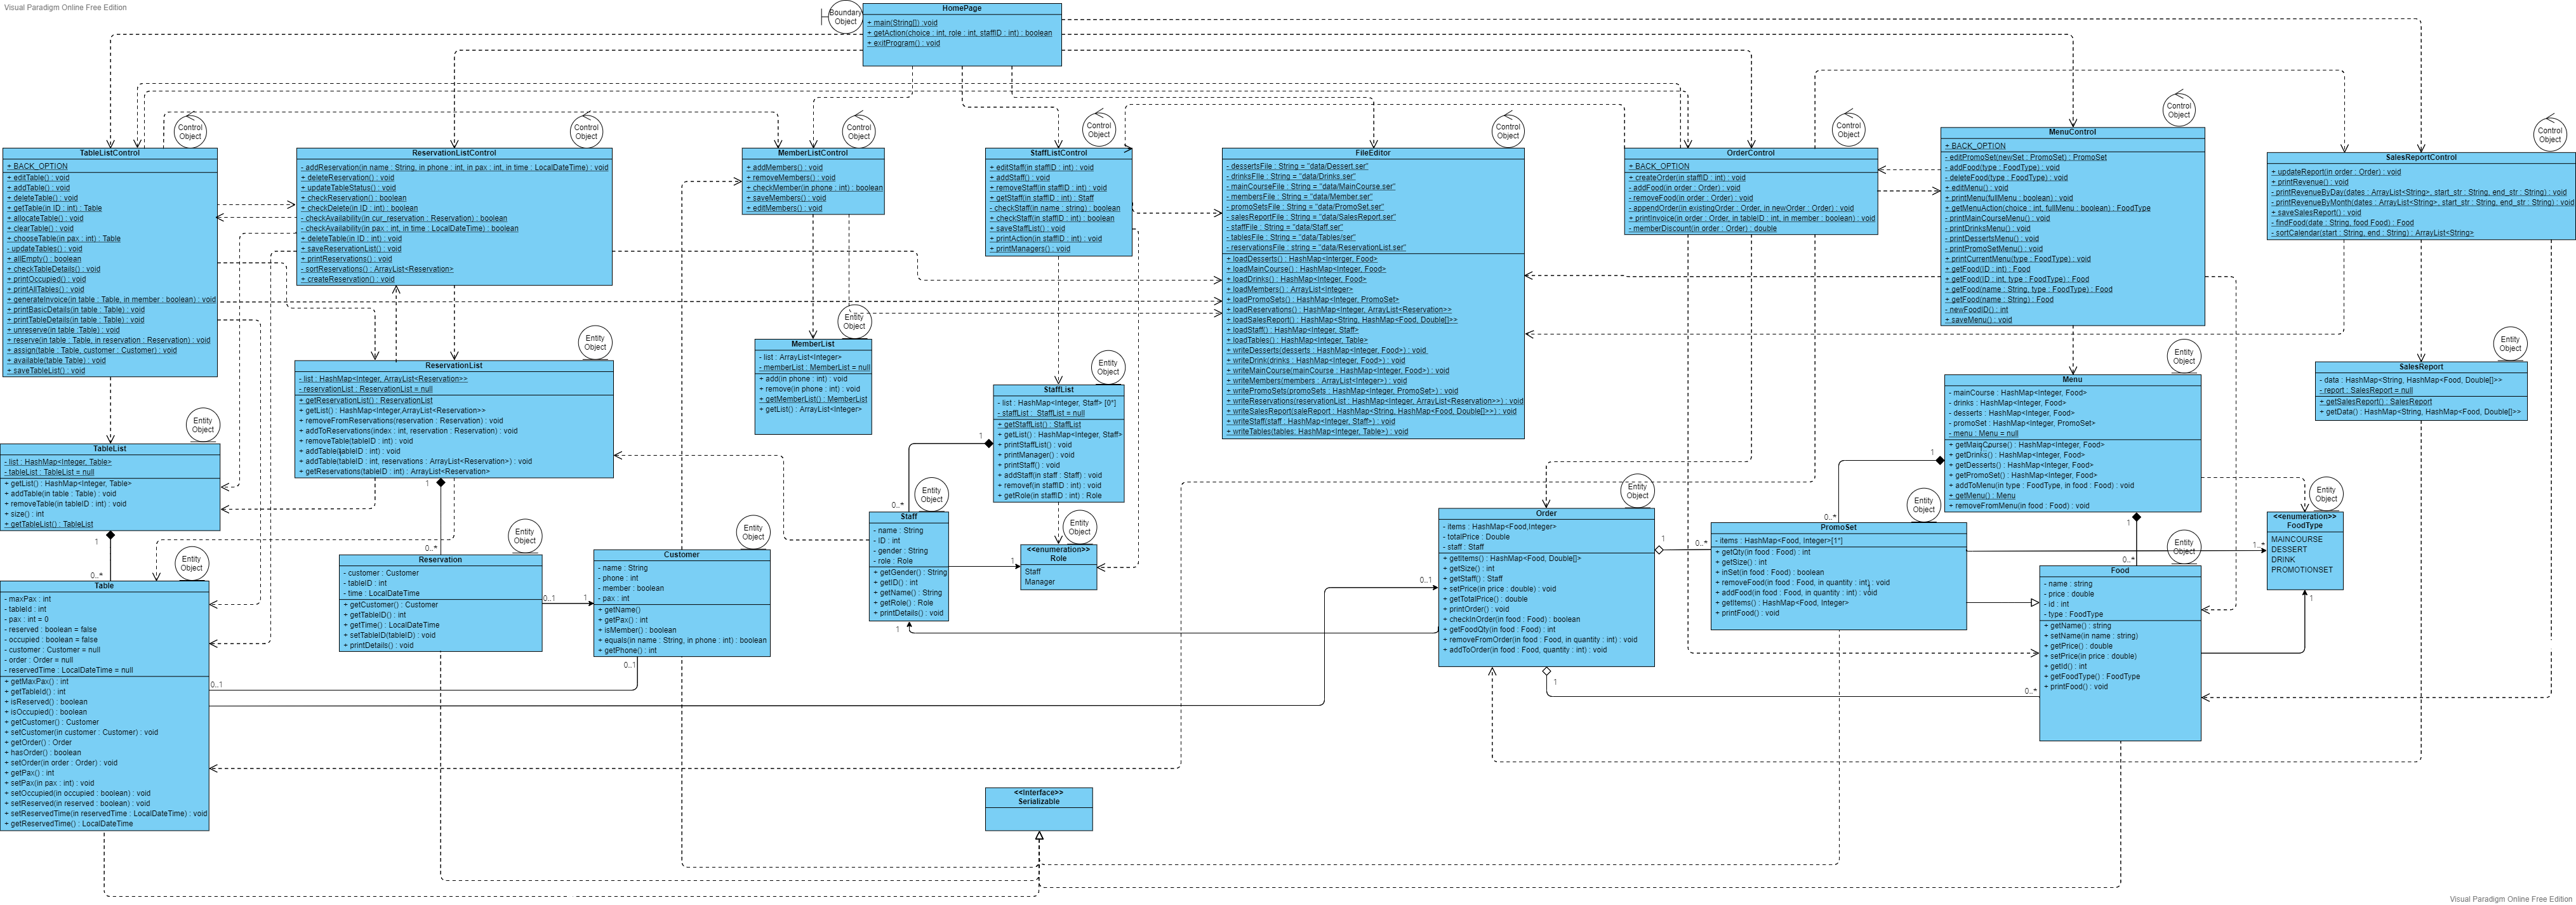 Visual Paradigm Online Free Edition
Boundary
Object
HomePage
+ main(String[]) :void
+ getAction(choice : int, role : int, staffID : int) : boolean
+ exitProgram() : void
Control
Object
TableListControl
+ BACK_OPTION
+ editTable() : void
+ addTable() : void
+ deleteTable() : void
+ getTable(in ID : int) : Table
+ allocateTable() : void
+ clearTable() : void
+ chooseTable(in pax : int) : Table
- updateTables() : void
+ allEmpty() : boolean
+ checkTableDetails() : void
+ printOccupied() : void
+ printAllTables() : void
+ generateInvoice(in table : Table, in member : boolean) : void
+ printBasicDetails(in table : Table) : void
+ printTableDetails(in table : Table) : void
+ unreserve(in table :Table) : void
+ reserve(in table : Table, in reservation : Reservation) : void
+ assign(table : Table, customer : Customer) : void
+ available(table Table) : void
+ saveTableList() : void
Control
Object
ReservationListControl
- addReservation(in name : String, in phone : int, in pax : int, in time : LocalDateTime) : void
+ deleteReservation() : void
+ updateTableStatus() : void
+ checkReservation() : boolean
+ checkDelete(in ID : int) : boolean
- checkAvailability(in cur_reservation : Reservation) : boolean
- checkAvailability(in pax : int, in time : LocalDateTime) : boolean
+ deleteTable(in ID : int) : void
+ saveReservationList() : void
+ printReservations() : void
- sortReservations() : ArrayList<Reservation>
+ createReservation() : void
Control
Object
MemberListControl
+ addMembers() : void
+ removeMembers() : void
+ checkMember(in phone : int) : boolean
+ saveMembers() : void
+ editMembers() : void
Control
Object
StaffListControl
+ editStaff(in staffID : int) : void
+ addStaff() : void
+ removeStaff(in staffID : int) : void
+ getStaff(in staffID : int) : Staff
- checkStaff(in name : string) : boolean
+ checkStaff(in staffID : int) : boolean
+ saveStaffList() : void
+ printAction(in staffID : int) : void
+ printManagers() : void
Control
Object
FileEditor
- dessertsFile : String = "data/Dessert.ser"
- drinksFIle : String = "data/Drinks.ser"
- mainCourseFile : String = "data/MainCourse.ser"
- membersFile : String = "data/Member.ser"
- promoSetsFile : String = "data/PromoSet.ser"
- salesReportFile : String = "data/SalesReport.ser"
- staffFile : String = "data/Staff.ser"
- tablesFile : String = "data/Tables/ser"
- reservationsFile : string = "data/ReservationList.ser"
+ loadDesserts() : HashMap<Interger, Food>
+ loadMainCourse() : HashMap<Integer, Food>
+ loadDrinks() : HashMap<Integer, Food>
+ loadMembers() : ArrayList<Integer>
+ loadPromoSets() : HashMap<Integer, PromoSet>
+ loadReservations() : HashMap<Integer, ArrayList<Reservation>>
+ loadSalesReport() : HashMap<String, HashMap<Food, Double[]>>
+ loadStaff() : HashMap<Integer, Staff>
+ loadTables() : HashMap<Integer, Table>
+ writeDesserts(desserts : HashMap<Integer, Food>) : void
+ writeDrink(drinks : HashMap<Integer, Food>) : void
+ writeMainCourse(mainCourse : HashMap<Integer, Food>) : void
+ writeMembers(members : ArrayList<Integer>) : void
+ writePromoSets(promoSets : HashMap<Integer, PromoSet>) : void
+ writeReservations(reservationList : HashMap<Integer, ArrayList<Reservation>>) : void
+ writeSalesReport(saleReport : HashMap<String, HashMap<Food, Double[]>>) : void
+ writeStaff(staff : HashMap<Integer, Staff>) : void
+ writeTables(tables: HashMap<Integer, Table>) : void
Control
Object
OrderControl
+ BACK_OPTION
+ createOrder(in staffID : int) : void
- addFood(in order : Order) : void
- removeFood(in order : Order) : void
- appendOrder(in existingOrder : Order, in newOrder : Order) : void
+ printInvoice(in order : Order, in tableID : int, in member : boolean) : void
- memberDiscount(in order : Order) : double
Control
Object
MenuControl
+ BACK_OPTION
- editPromoSet(newSet : PromoSet) : PromoSet
- addFood(type : FoodType) : void
- deleteFood(type : FoodType) : void
+ editMenu() : void
+ printMenu(fullMenu : boolean) : void
+ getMenuAction(choice : int, fullMenu : boolean) : FoodType
- printMainCourseMenu() : void
- printDrinksMenu() : void
- printDessertsMenu() : void
- printPromoSetMenu() : void
+ printCurrentMenu(type : FoodType) : void
+ getFood(ID : int) : Food
+ getFood(ID : int, type : FoodType) : Food
+ getFood(name : String, type : FoodType) : Food
+ getFood(name : String) : Food
- newFoodID() : int
+ saveMenu() : void
Control
Object
SalesReportControl
+ updateReport(in order : Order) : void
+ printRevenue() : void
- printRevenueByDay(dates : ArrayList<String>, start_str : String, end_str : String) : void
- printRevenueByMonth(dates : ArrayList<String>, start_str : String, end_str : String) : void
+ saveSalesReport() : void
- findFood(date : String, food Food) : Food
- sortCalendar(start : String, end : String) : ArrayList<String>
Entity
Object
TableList
- list : HashMap<Integer, Table>
- tableList : TableList = null
+ getList() : HashMap<Integer, Table>
+ addTable(in table : Table) : void
+ removeTable(in tableID : int) : void
+ size() : int
+ getTableList() : TableList
1
0..*
Entity
Object
ReservationList
- list : HashMap<Integer, ArrayList<Reservation>>
- reservationList : ReservationList = null
+ getReservationList() : ReservationList
+ getList() : HashMap<Integer,ArrayList<Reservation>>
+ removeFromReservations(reservation : Reservation) : void
+ addToReservations(index : int, reservation : Reservation) : void
+ removeTable(tableID : int) : void
+ addTable(tableID : int) : void
+ addTable(tableID : int, reservations : ArrayList<Reservation>) : void
+ getReservations(tableID : int) : ArrayList<Reservation>
1
0..*
Entity
Object
MemberList
- list : ArrayList<Integer>
- memberList : MemberList = null
+ add(in phone : int) : void
+ remove(in phone : int) : void
+ getMemberList() : MemberList
+ getList() : ArrayList<Integer>
Entity
Object
StaffList
- list : HashMap<Integer, Staff> [0*]
- staffList : StaffList = null
+ getStaffList() : StaffList
+ getList() : HashMap<Integer, Staff>
+ printStaffList() : void
+ printManager() : void
+ printStaff() : void
+ addStaff(in staff : Staff) : void
+ removef(in staffID : int) : void
+ getRole(in staffID : int) : Role
1
0..*
Entity
Object
Menu
- mainCourse : HashMap<Integer, Food>
- drinks : HashMap<Integer, Food>
- desserts : HashMap<Integer, Food>
- promoSet : HashMap<Integer, PromoSet>
- menu : Menu = null
+ getMainCourse() : HashMap<Integer, Food>
+ getDrinks() : HashMap<Integer, Food>
+ getDesserts() : HashMap<Integer, Food>
+ getPromoSet() : HashMap<Integer, Food>
+ addToMenu(in type : FoodType, in food : Food) : void
+ getMenu() : Menu
+ removeFromMenu(in food : Food) : void
1
0..*
1
0..*
Entity
Object
SalesReport
- data : HashMap<String, HashMap<Food, Double[]>>
- report : SalesReport = null
+ getSalesReport() : SalesReport
+ getData() : HashMap<String, HashMap<Food, Double[]>>
Entity
Object
Table
- maxPax : int
- tableId : int
- pax : int = 0
- reserved : boolean = false
- occupied : boolean = false
- customer : Customer = null
- order : Order = null
- reservedTime : LocalDateTime = null
+ getMaxPax() : int
+ getTableId() : int
+ isReserved() : boolean
+ isOccupied() : boolean
+ getCustomer() : Customer
+ setCustomer(in customer : Customer) : void
+ getOrder() : Order
+ hasOrder() : boolean
+ setOrder(in order : Order) : void
+ getPax() : int
+ setPax(in pax : int) : void
+ setOccupied(in occupied : boolean) : void
+ setReserved(in reserved : boolean) : void
+ setReservedTime(in reservedTime : LocalDateTime) : void
+ getReservedTime() : LocalDateTime
0..1
Entity
Object
Reservation
- customer : Customer
- tableID : int
- time : LocalDateTime
+ getCustomer() : Customer
+ getTableID() : int
+ getTime() : LocalDateTime
+ setTableID(tableID) : void
+ printDetails() : void
0..1
1
Entity
Object
Customer
- name : String
- phone : int
- member : boolean
- pax : int
+ getName()
+ getPax() : int
+ isMember() : boolean
+ equals(in name : String, in phone : int) : boolean
+ getPhone() : int
0..1
Entity
Object
Staff
- name : String
- ID : int
- gender : String
- role : Role
+ getGender() : String
+ getID() : int
+ getName() : String
+ getRole() : Role
+ printDetails() : void
1
1
Entity
Object
<<enumeration>>
Role
Staff
Manager
Entity
Object
Order
- items : HashMap<Food,Integer>
- totalPrice : Double
- staff : Staff
+ getItems() : HashMap<Food, Double[]>
+ getSize() : int
+ getStaff() : Staff
+ setPrice(in price : double) : void
+ getTotalPrice() : double
+ printOrder() : void
+ checkInOrder(in food : Food) : boolean
+ getFoodQty(in food : Food) : int
+ removeFromOrder(in food : Food, in quantity : int) : void
+ addToOrder(in food : Food, quantity : int) : void
0..1
1
0..*
1
0..*
Entity
Object
PromoSet
- items : HashMap<Food, Integer>[1*]
+ getQty(in food : Food) : int
+ getSize() : int
+ inSet(in food : Food) : boolean
+ removeFood(in food : Food, in quantity : int) : void
+ addFood(in food : Food, in quantity : int) : void
+ getItems() : HashMap<Food, Integer>
+ printFood() : void
Entity
Object
Food
- name : string
- price : double
- id : int
- type : FoodType
+ getName() : string
+ setName(in name : string)
+ getPrice() : double
+ setPrice(in price : double)
+ getId() : int
+ getFoodType() : FoodType
+ printFood() : void
Entity
Object
<<enumeration>>
FoodType
MAINCOURSE
DESSERT
DRINK
PROMOTIONSET
1..*
1
<<Interface>>
Serializable
Visual Paradigm Online Free Edition